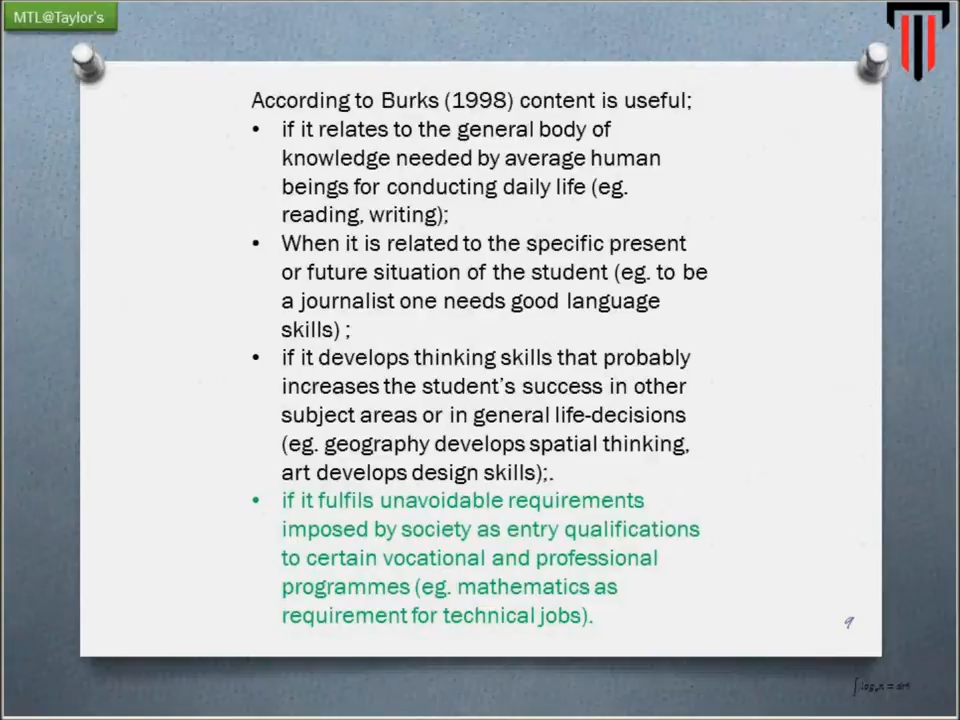 MTL@Taylor's
According to Burks (1998) content is useful;
• if it relates to the general body of
knowledge needed by average human
beings for conducting daily life (eg.
reading, writing);
• When it is related to the specific present
or future situation of the student (eg. to be
a journalist one needs good language
skills) ;
• if it develops thinking skills that probably
increases the student's success in other
subject areas or in general life-decisions
(eg. geography develops spatial thinking,
art develops design skills);.
• if it fulfils unavoidable requirements
imposed by society as entry qualifications
to certain vocational and professional
programmes (eg. mathematics as
requirement for technical jobs).
9